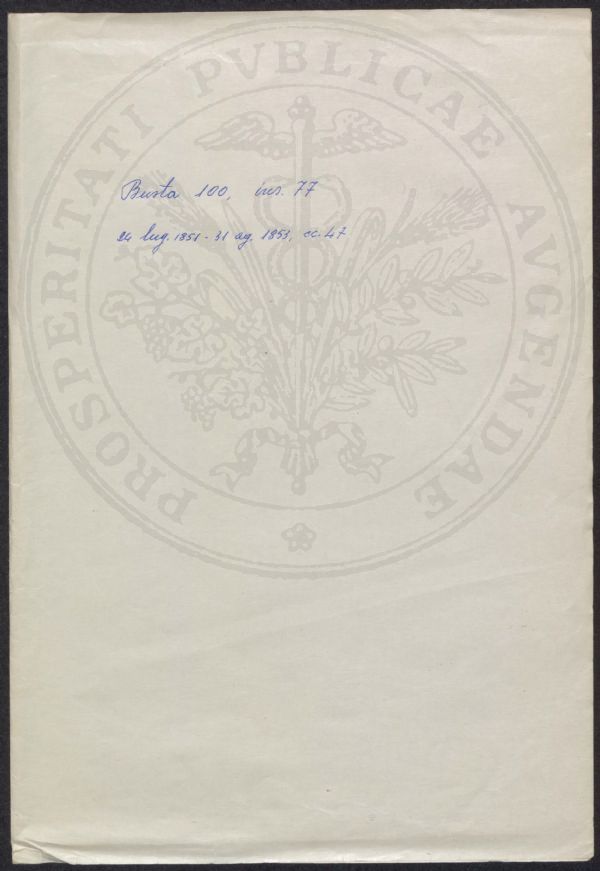 Busta 100, ins. 77
24 lug. 1851 - 31 ag. 1853, cc. 47
PROSPERITATI PVBLICAE AVGENDAE